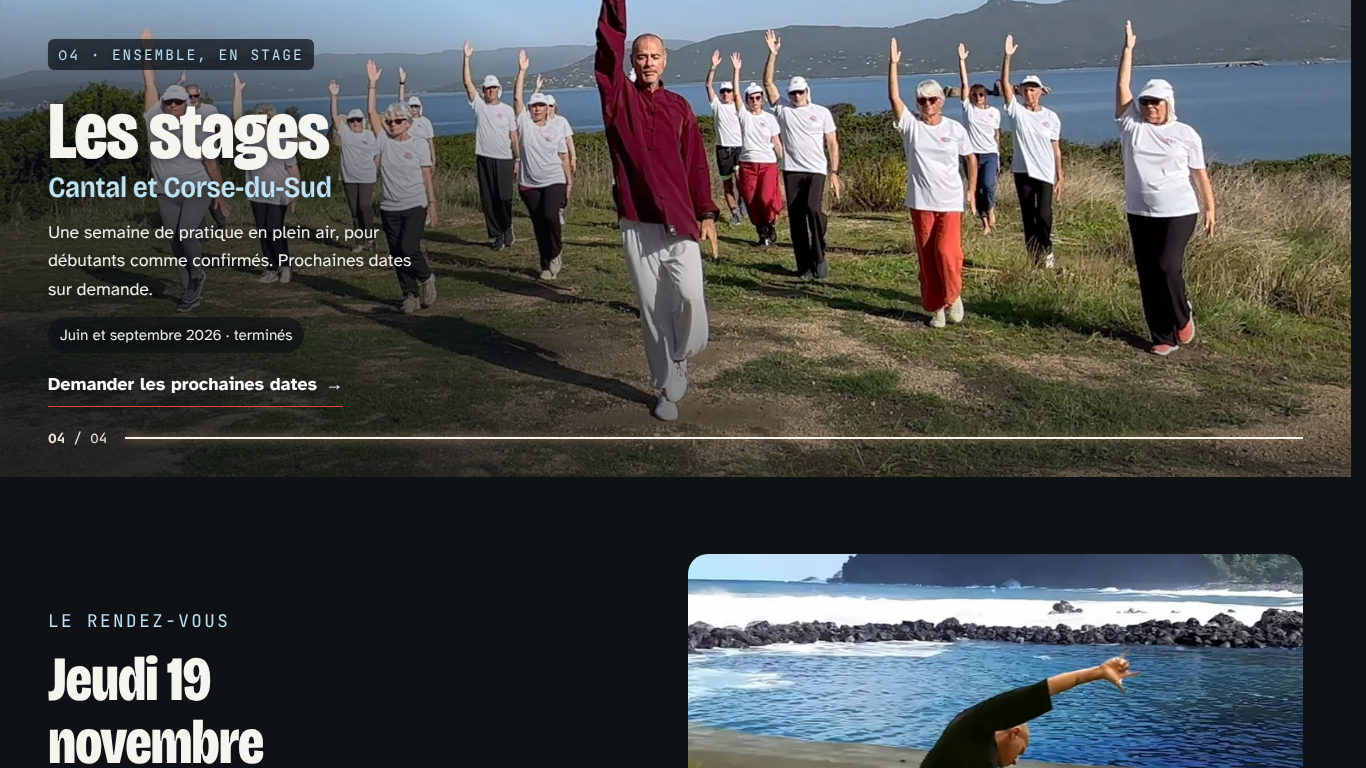 04 · ENSEMBLE, EN STAGE
Les stages
Cantal et Corse-du-Sud
Une semaine de pratique en plein air, pour
débutants comme confirmés. Prochaines dates
sur demande.
Juin et septembre 2026 · terminés
Demander les prochaines dates →
04 / 04
LE RENDEZ-VOUS
Jeudi 19
novembre